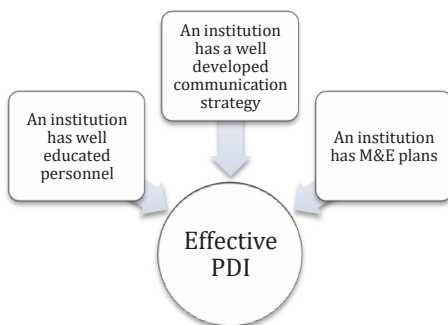 An institution
has a well
developed
communication
strategy
An institution
has well
educated
personnel
An institution
has M&E plans
Effective
PDI